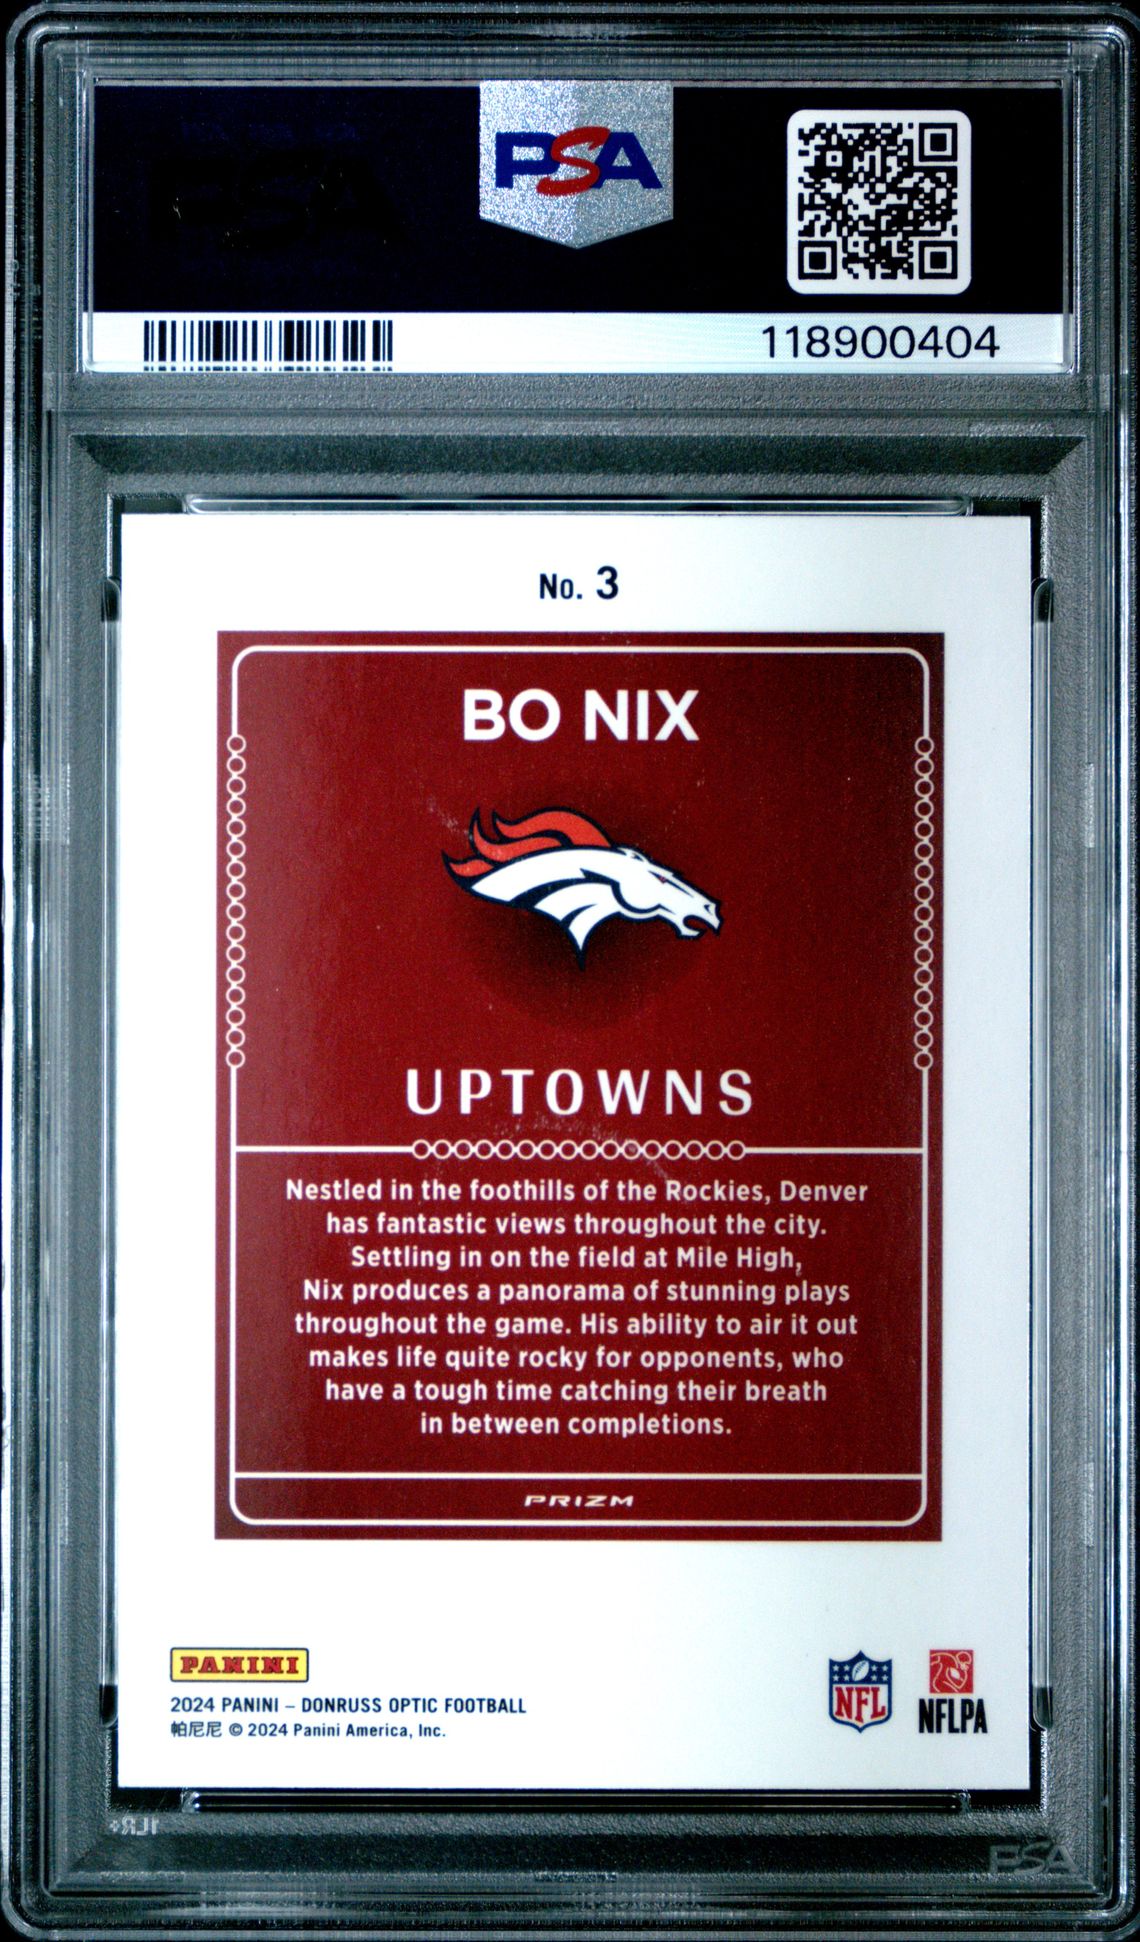 PSA
118900404
No. 3
BO NIX
UPTOWNS
Nestled in the foothills of the Rockies, Denver
has fantastic views throughout the city.
Settling in on the field at Mile High,
Nix produces a panorama of stunning plays
throughout the game. His ability to air it out
makes life quite rocky for opponents, who
have a tough time catching their breath
in between completions.
PRIZM
PANINI
2024 PANINI – DONRUSS OPTIC FOOTBALL
帕尼尼 © 2024 Panini America, Inc.
NFL
NFLPA
PSA